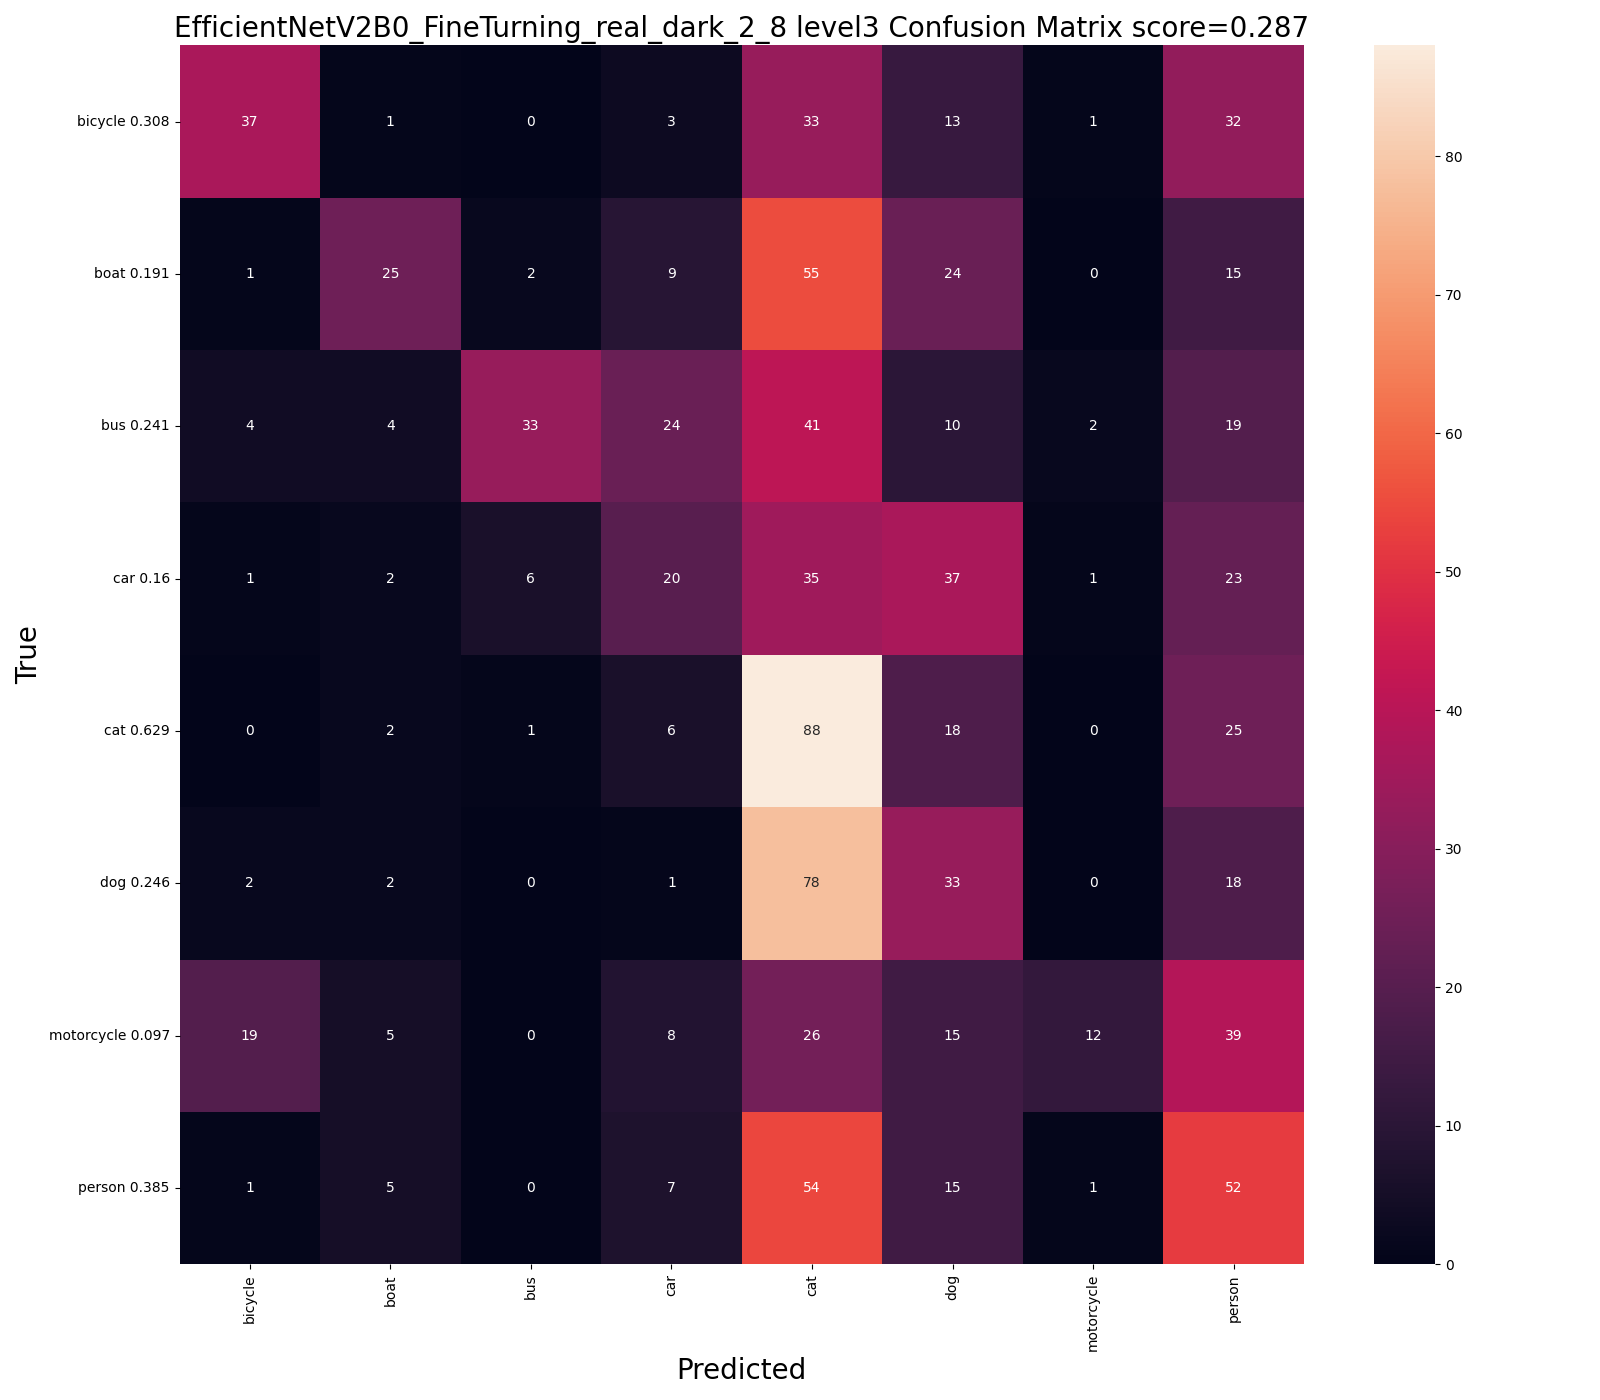 EfficientNetV2B0_FineTurning_real_dark_2_8 level3 Confusion Matrix score=0.287
True
bicycle 0.308 37 1 0 3 33 13 1 32
boat 0.191 1 25 2 9 55 24 0 15
bus 0.241 4 4 33 24 41 10 2 19
car 0.16 1 2 6 20 35 37 1 23
cat 0.629 0 2 1 6 88 18 0 25
dog 0.246 2 2 0 1 78 33 0 18
motorcycle 0.097 19 5 0 8 26 15 12 39
person 0.385 1 5 0 7 54 15 1 52
bicycle boat bus car cat dog motorcycle person
Predicted
80
70
60
50
40
30
20
10
0